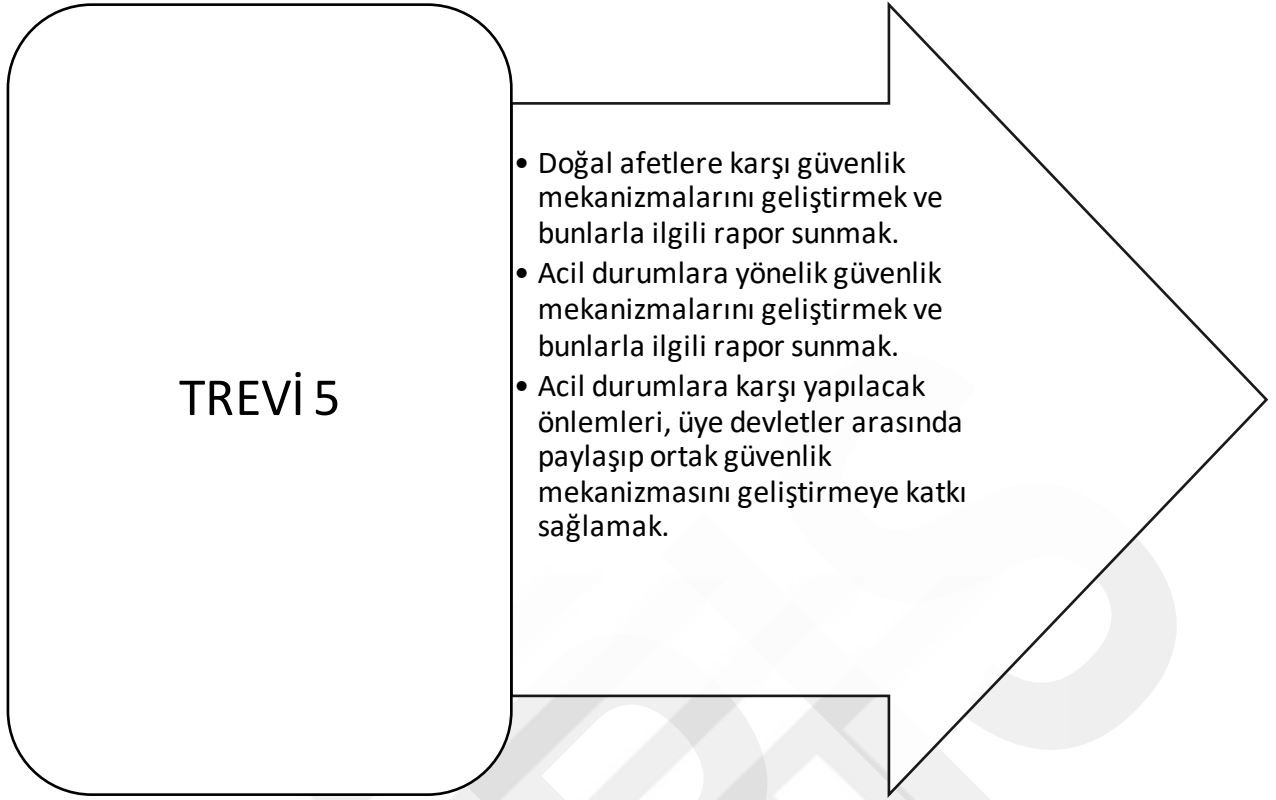 TREVİ 5
• Doğal afetlere karşı güvenlik
mekanizmalarını geliştirmek ve
bunlarla ilgili rapor sunmak.
• Acil durumlara yönelik güvenlik
mekanizmalarını geliştirmek ve
bunlarla ilgili rapor sunmak.
• Acil durumlara karşı yapılacak
önlemleri, üye devletler arasında
paylaşıp ortak güvenlik
mekanizmasını geliştirmeye katkı
sağlamak.